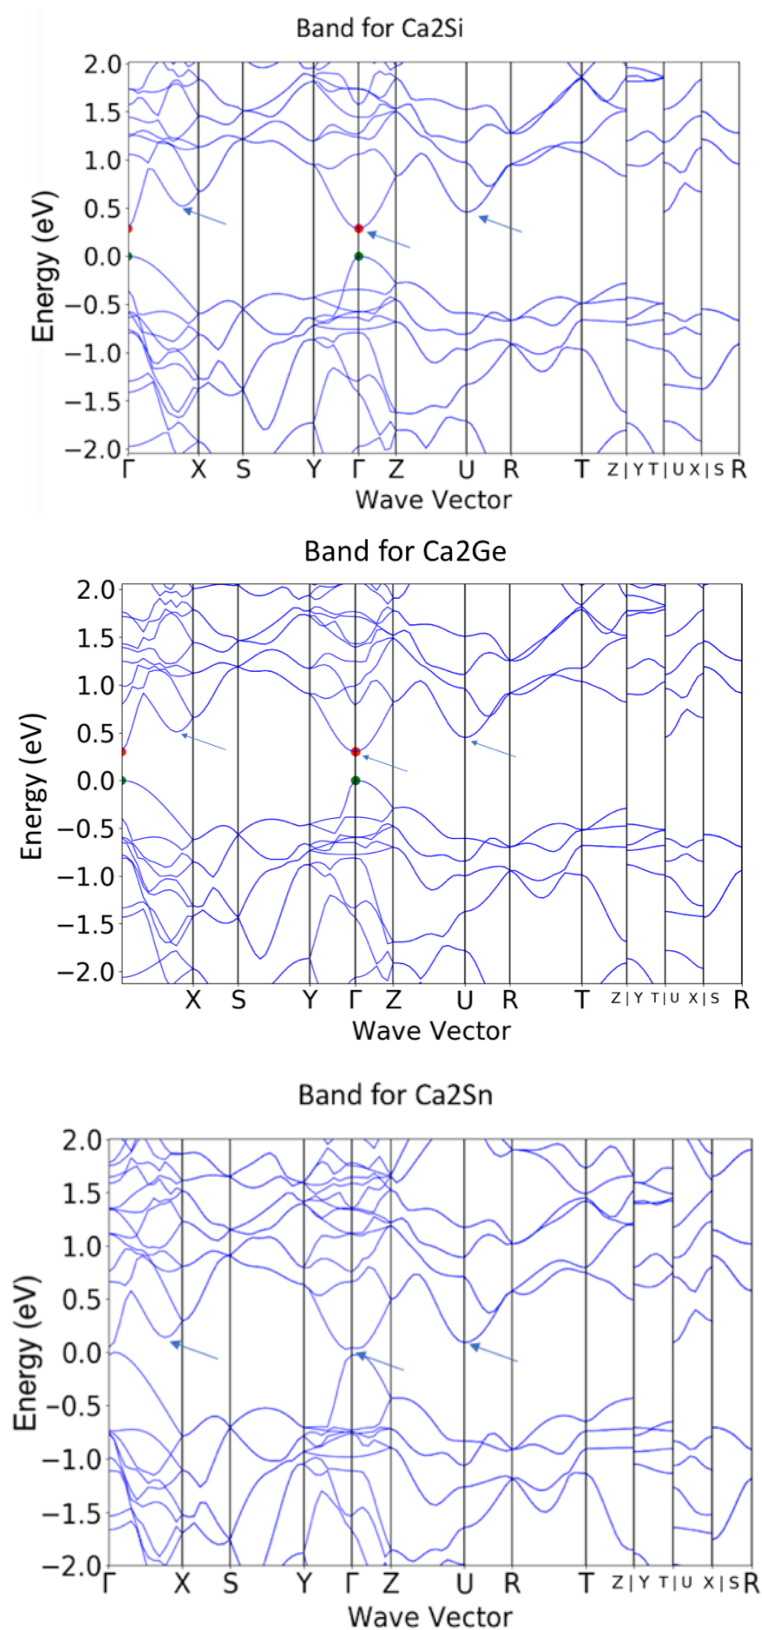 Band for Ca2Si
2.0
1.5
1.0
0.5
0.0
−0.5
−1.0
−1.5
−2.0
Energy (eV)
Γ X S Y Γ Z U R T Z | Y T | U X | S R
Wave Vector
Band for Ca2Ge
2.0
1.5
1.0
0.5
0.0
−0.5
−1.0
−1.5
−2.0
Energy (eV)
X S Y Γ Z U R T Z | Y T | U X | S R
Wave Vector
Band for Ca2Sn
2.0
1.5
1.0
0.5
0.0
−0.5
−1.0
−1.5
−2.0
Energy (eV)
Γ X S Y Γ Z U R T Z | Y T | U X | S R
Wave Vector